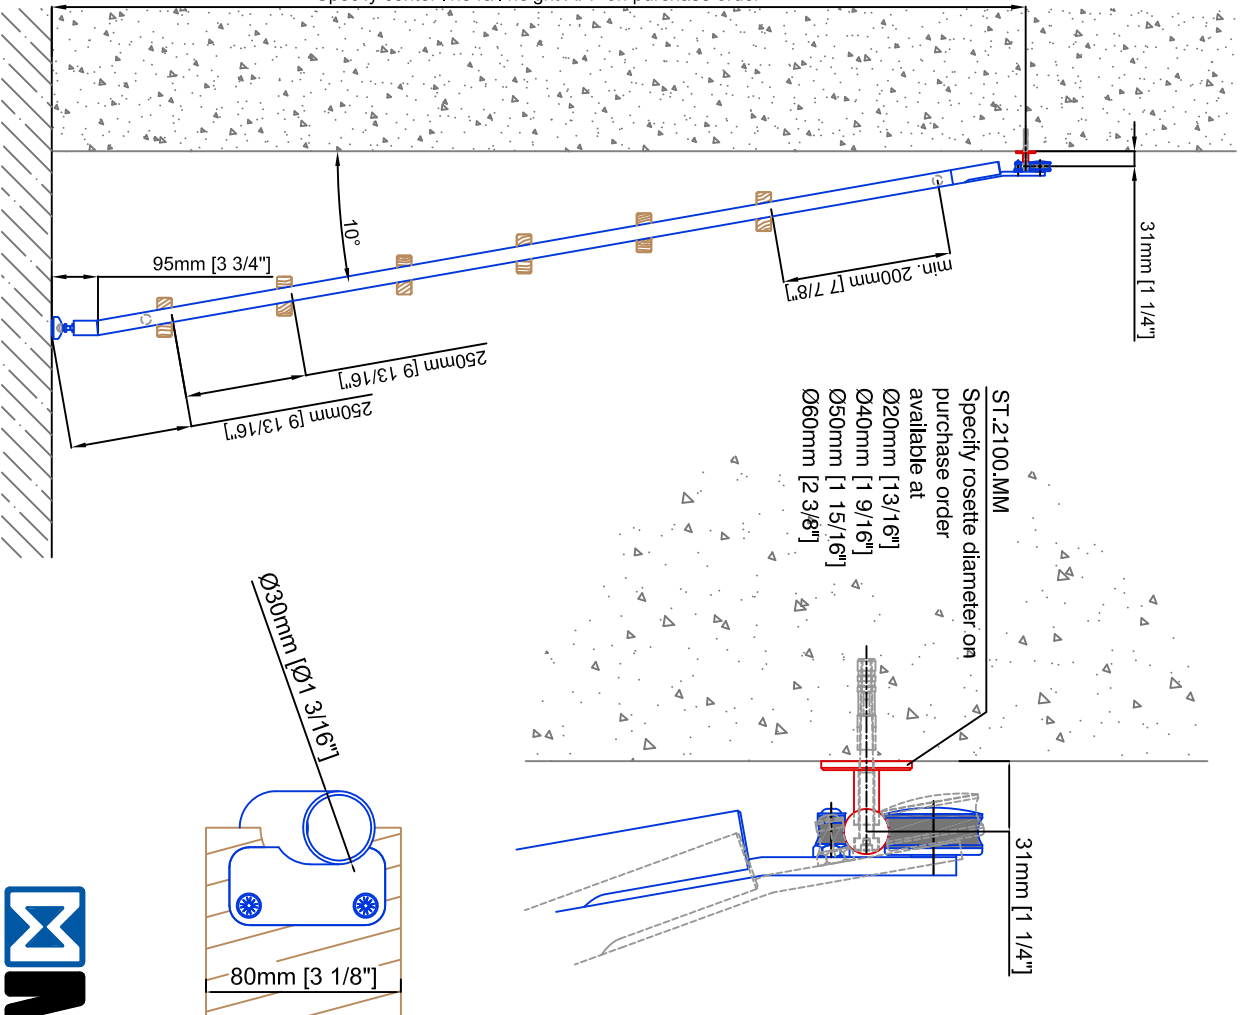 95mm [3 3/4"]
10°
min. 200mm [7 7/8"]
31mm [1 1/4"]
250mm [9 13/16"]
250mm [9 13/16"]
ST.2100.MM
Specify rosette diameter on
purchase order
available at
Ø20mm [13/16"]
Ø40mm [1 9/16"]
Ø50mm [1 15/16"]
Ø60mm [2 3/8"]
Ø30mm [Ø1 3/16"]
31mm [1 1/4"]
80mm [3 1/8"]